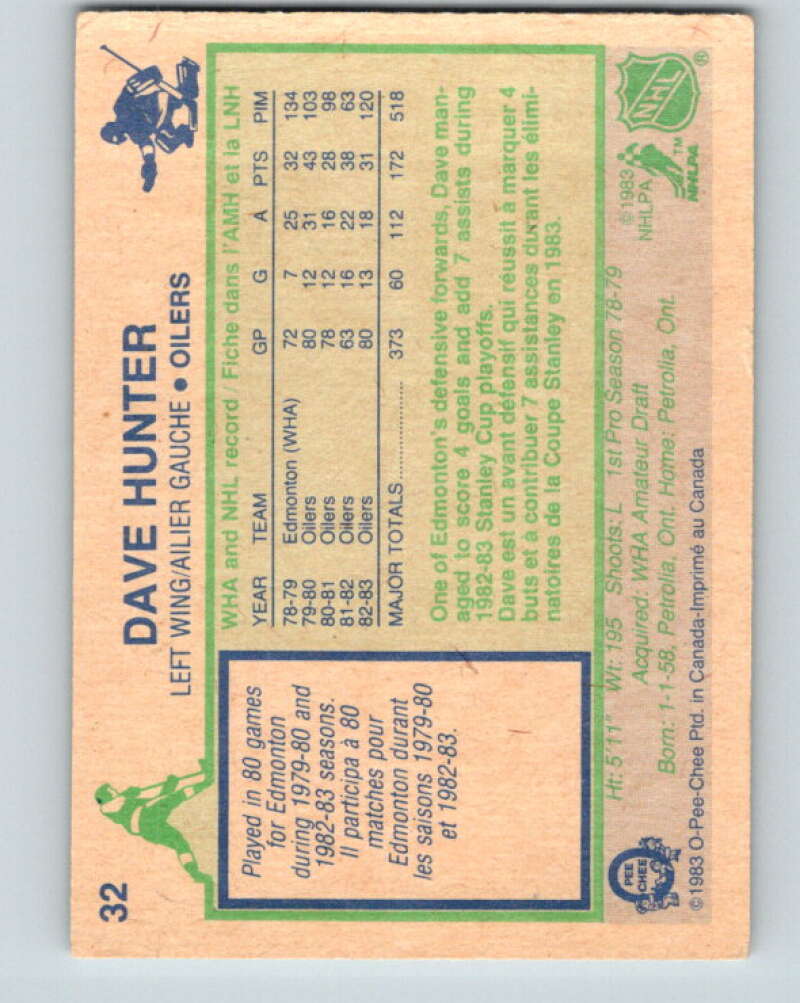 32
DAVE HUNTER
LEFT WING/AILIER GAUCHE • OILERS
Played in 80 games
for Edmonton
during 1979-80 and
1982-83 seasons.
Il participa à 80
matches pour
Edmonton durant
les saisons 1979-80
et 1982-83.
WHA and NHL record / Fiche dans l'AMH et la LNH
YEAR TEAM GP G A PTS PIM
78-79 Edmonton (WHA) 72 7 25 32 134
79-80 Oilers 80 12 31 43 103
80-81 Oilers 78 12 16 28 98
81-82 Oilers 63 16 22 38 63
82-83 Oilers 80 13 18 31 120
MAJOR TOTALS 373 60 112 172 518
One of Edmonton's defensive forwards, Dave man-
aged to score 4 goals and add 7 assists during
1982-83 Stanley Cup playoffs.
Dave est un avant défensif qui réussit à marquer 4
buts et à contribuer 7 assistances durant les élimi-
natoires de la Coupe Stanley en 1983.
Ht: 5'11" Wt: 195 Shoots: L 1st Pro Season 78-79
Acquired: WHA Amateur Draft
Born: 1-1-58, Petrolia, Ont. Home: Petrolia, Ont.
©1983
NHLPA
NHL
®
TM
NHLPA
O
PEE
CHEE
©1983 O-Pee-Chee Ptd. in Canada-Imprimé au Canada